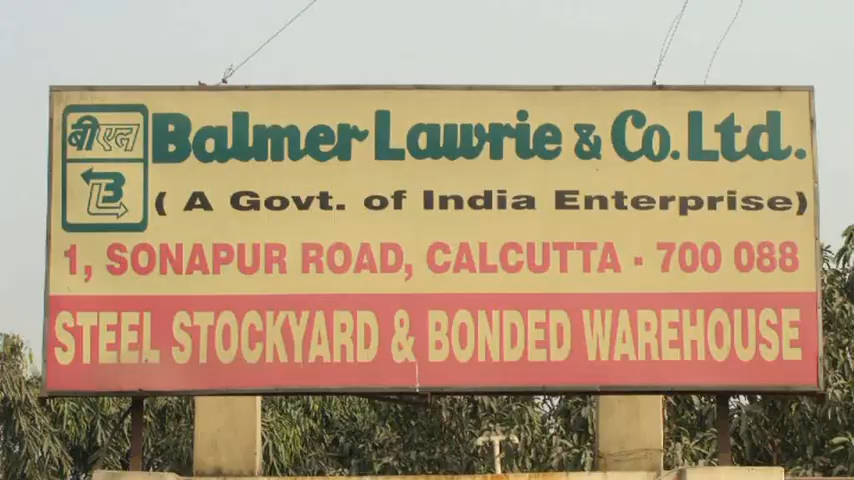 बीएल
BL
Balmer Lawrie & Co. Ltd.
( A Govt. of India Enterprise)
1, SONAPUR ROAD, CALCUTTA - 700 088
STEEL STOCKYARD & BONDED WAREHOUSE